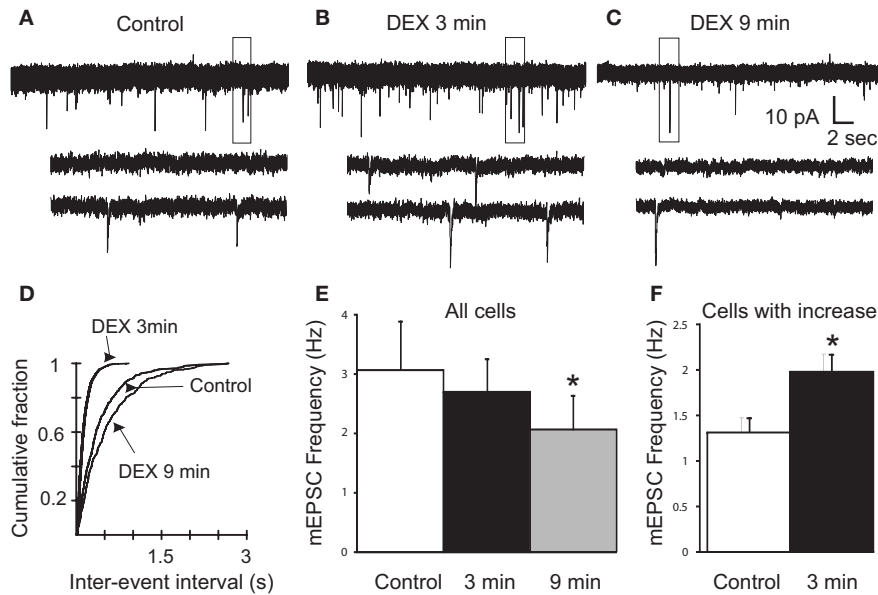 A
Control
B
DEX 3 min
C
DEX 9 min
10 pA
2 sec
D
DEX 3min
Control
DEX 9 min
Cumulative fraction
1
0.6
0.2
1.5
3
Inter-event interval (s)
E
All cells
mEPSC Frequency (Hz)
4
3
2
1
0
*
Control
3 min
9 min
F
Cells with increase
mEPSC Frequency (Hz)
2.5
2
1.5
1
0.5
0
*
Control
3 min